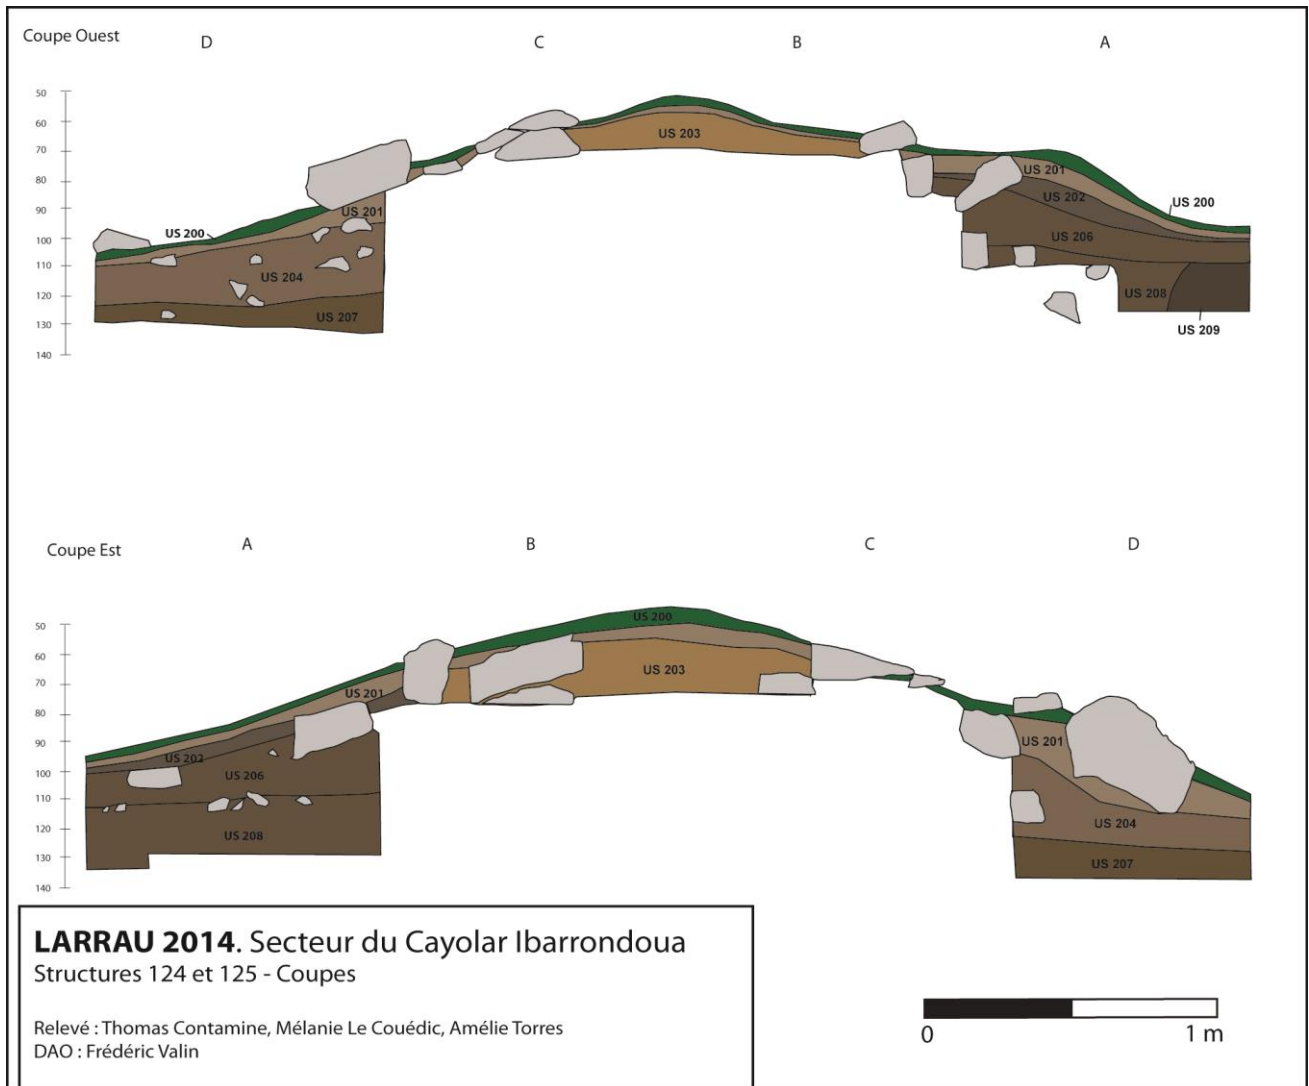 Coupe Ouest
D
C
B
A
50
60
70
80
90
100
110
120
130
140
US 203
US 201
US 202
US 200
US 206
US 208
US 209
US 200
US 201
US 204
US 207
Coupe Est
A
B
C
D
50
60
70
80
90
100
110
120
130
140
US 200
US 203
US 201
US 202
US 206
US 208
US 201
US 204
US 207
LARRAU 2014. Secteur du Cayolar Ibarrondoua
Structures 124 et 125 - Coupes
Relevé : Thomas Contamine, Mélanie Le Couédic, Amélie Torres
DAO : Frédéric Valin
0
1 m